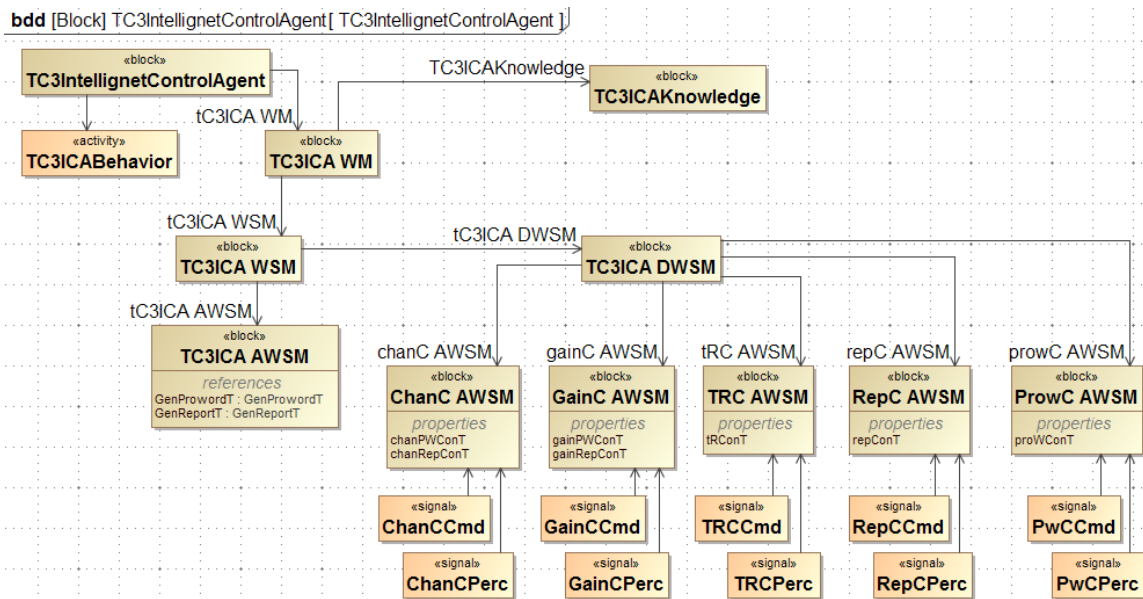 bdd [Block] TC3IntellignetControlAgent[ TC3IntellignetControlAgent ]
«block»
TC3IntellignetControlAgent
TC3ICAKnowledge
«block»
TC3ICAKnowledge
tC3ICA WM
«activity»
TC3ICABehavior
«block»
TC3ICA WM
tC3ICA WSM
«block»
TC3ICA WSM
tC3ICA DWSM
«block»
TC3ICA DWSM
tC3ICA AWSM
«block»
TC3ICA AWSM
references
GenProwordT : GenProwordT
GenReportT : GenReportT
chanC AWSM
«block»
ChanC AWSM
properties
chanPWConT
chanRepConT
gainC AWSM
«block»
GainC AWSM
properties
gainPWConT
gainRepConT
tRC AWSM
«block»
TRC AWSM
properties
tRConT
repC AWSM
«block»
RepC AWSM
properties
repConT
prowC AWSM
«block»
ProwC AWSM
properties
proWConT
«signal»
ChanCCmd
«signal»
GainCCmd
«signal»
TRCCmd
«signal»
RepCCmd
«signal»
PwCCmd
«signal»
ChanCPerc
«signal»
GainCPerc
«signal»
TRCPerc
«signal»
RepCPerc
«signal»
PwCPerc